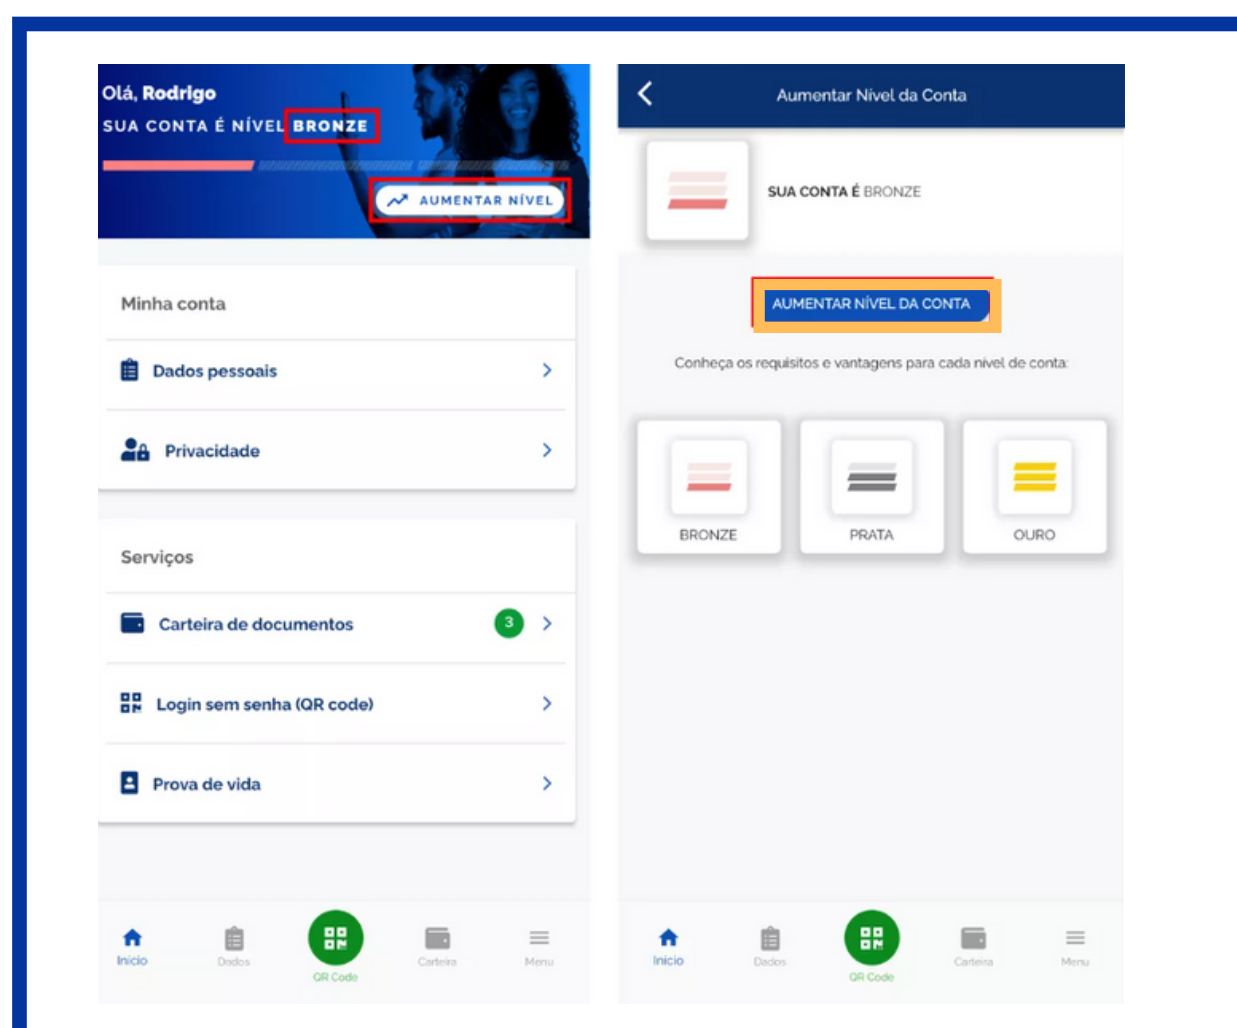 Olá, Rodrigo
SUA CONTA É NÍVEL BRONZE
AUMENTAR NÍVEL
Minha conta
Dados pessoais
Privacidade
Serviços
Carteira de documentos
3
Login sem senha (QR code)
Prova de vida
Início
Dados
QR Code
Carteira
Menu
Aumentar Nível da Conta
SUA CONTA É BRONZE
AUMENTAR NÍVEL DA CONTA
Conheça os requisitos e vantagens para cada nível de conta:
BRONZE
PRATA
OURO
Início
Dados
QR Code
Carteira
Menu